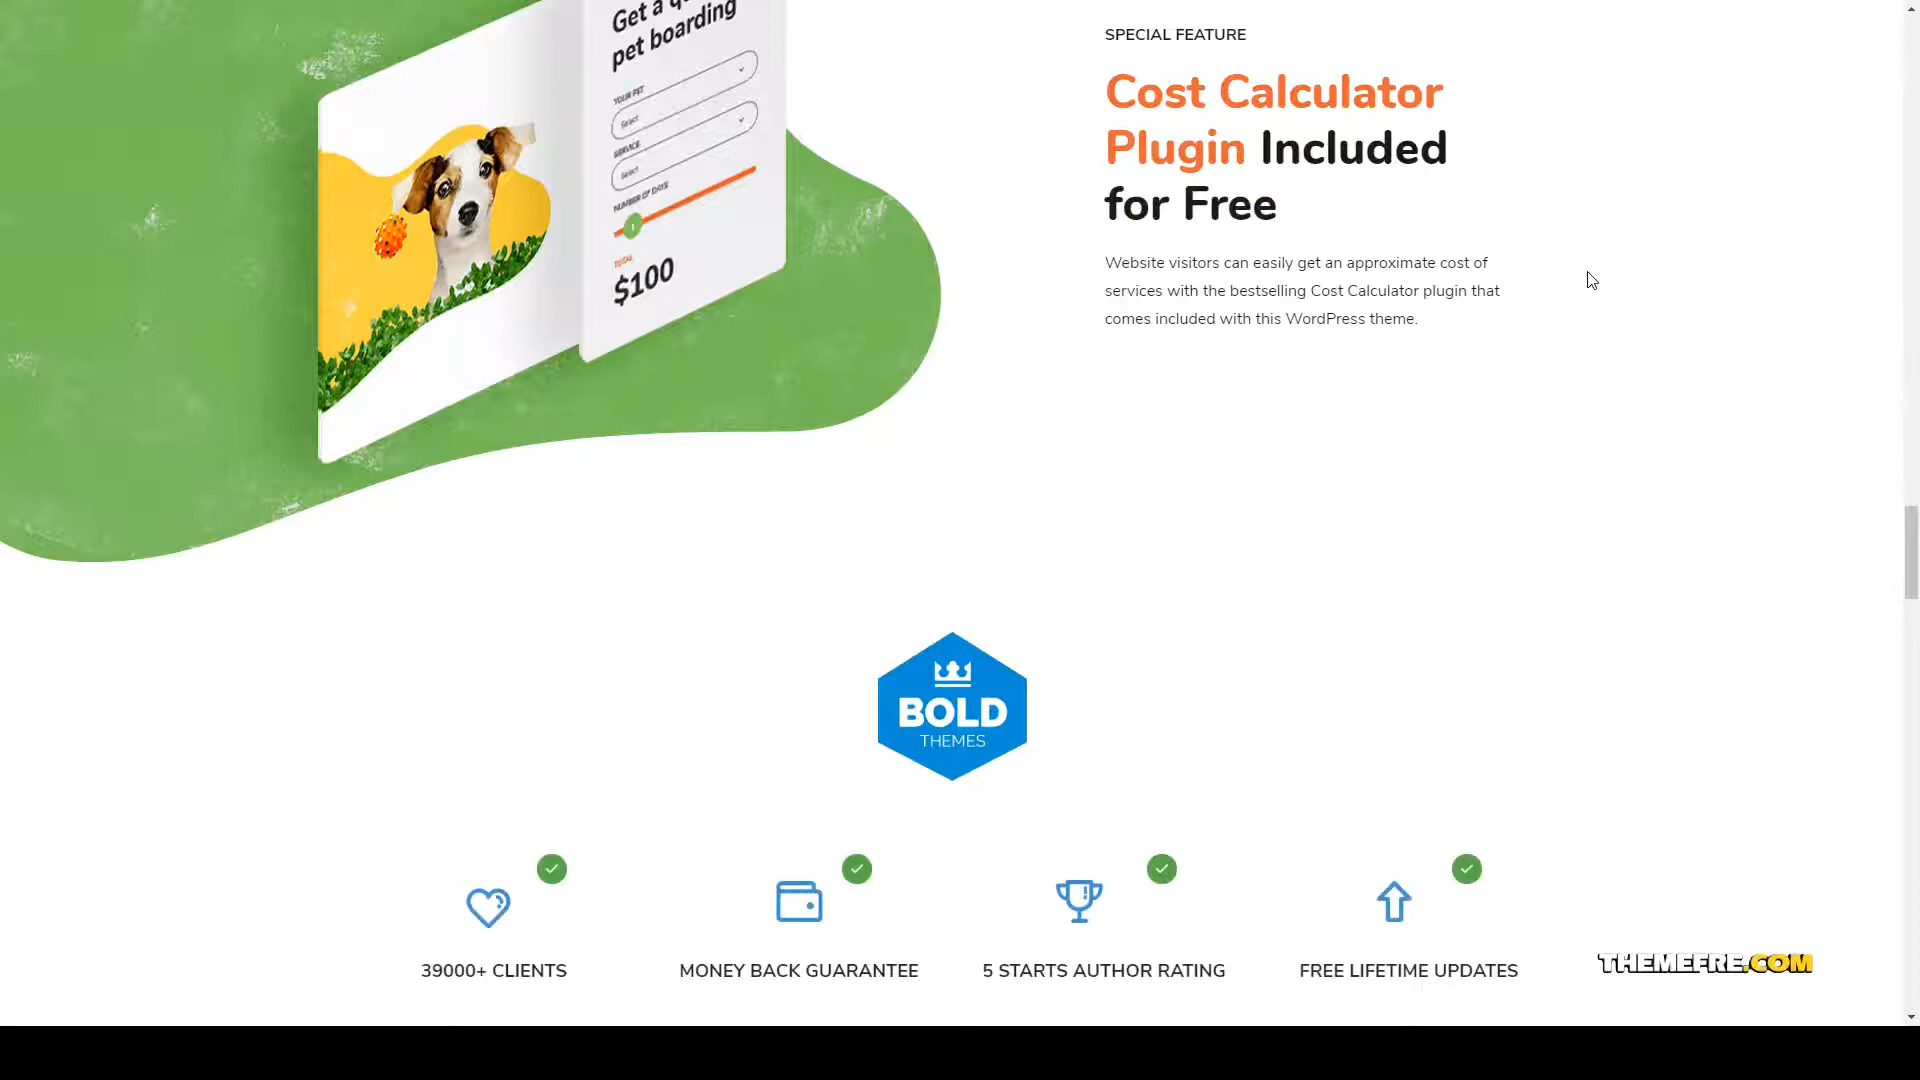 Get a
pet boarding
YOUR PET
Select
SERVICE
Select
NUMBER OF DAYS
1
TOTAL
$100
SPECIAL FEATURE
Cost Calculator
Plugin Included
for Free
Website visitors can easily get an approximate cost of
services with the bestselling Cost Calculator plugin that
comes included with this WordPress theme.
BOLD
THEMES
39000+ CLIENTS
MONEY BACK GUARANTEE
5 STARTS AUTHOR RATING
FREE LIFETIME UPDATES
THEMEFRE.COM